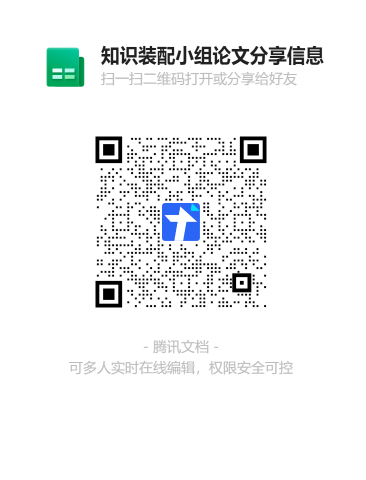 知识装配小组论文分享信息
扫一扫二维码打开或分享给好友
- 腾讯文档 -
可多人实时在线编辑，权限安全可控